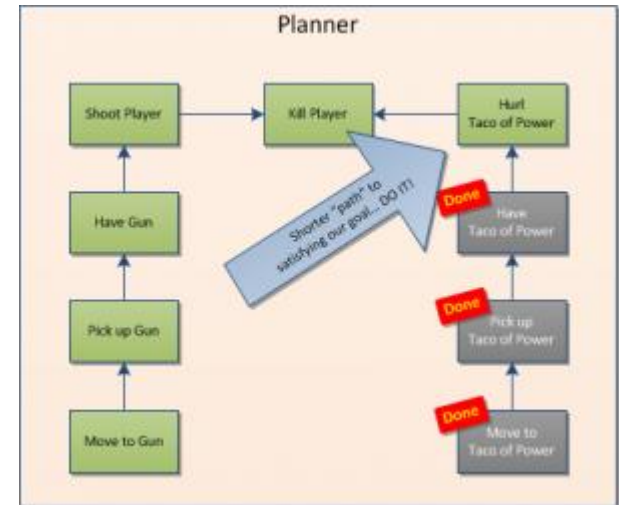 Planner
Shoot Player
Kill Player
Hurl
Taco of Power
Shorter "path" to
satisfying our goal... DO IT!
Have Gun
Done
Have
Taco of Power
Pick up Gun
Done
Pick up
Taco of Power
Move to Gun
Done
Move to
Taco of Power